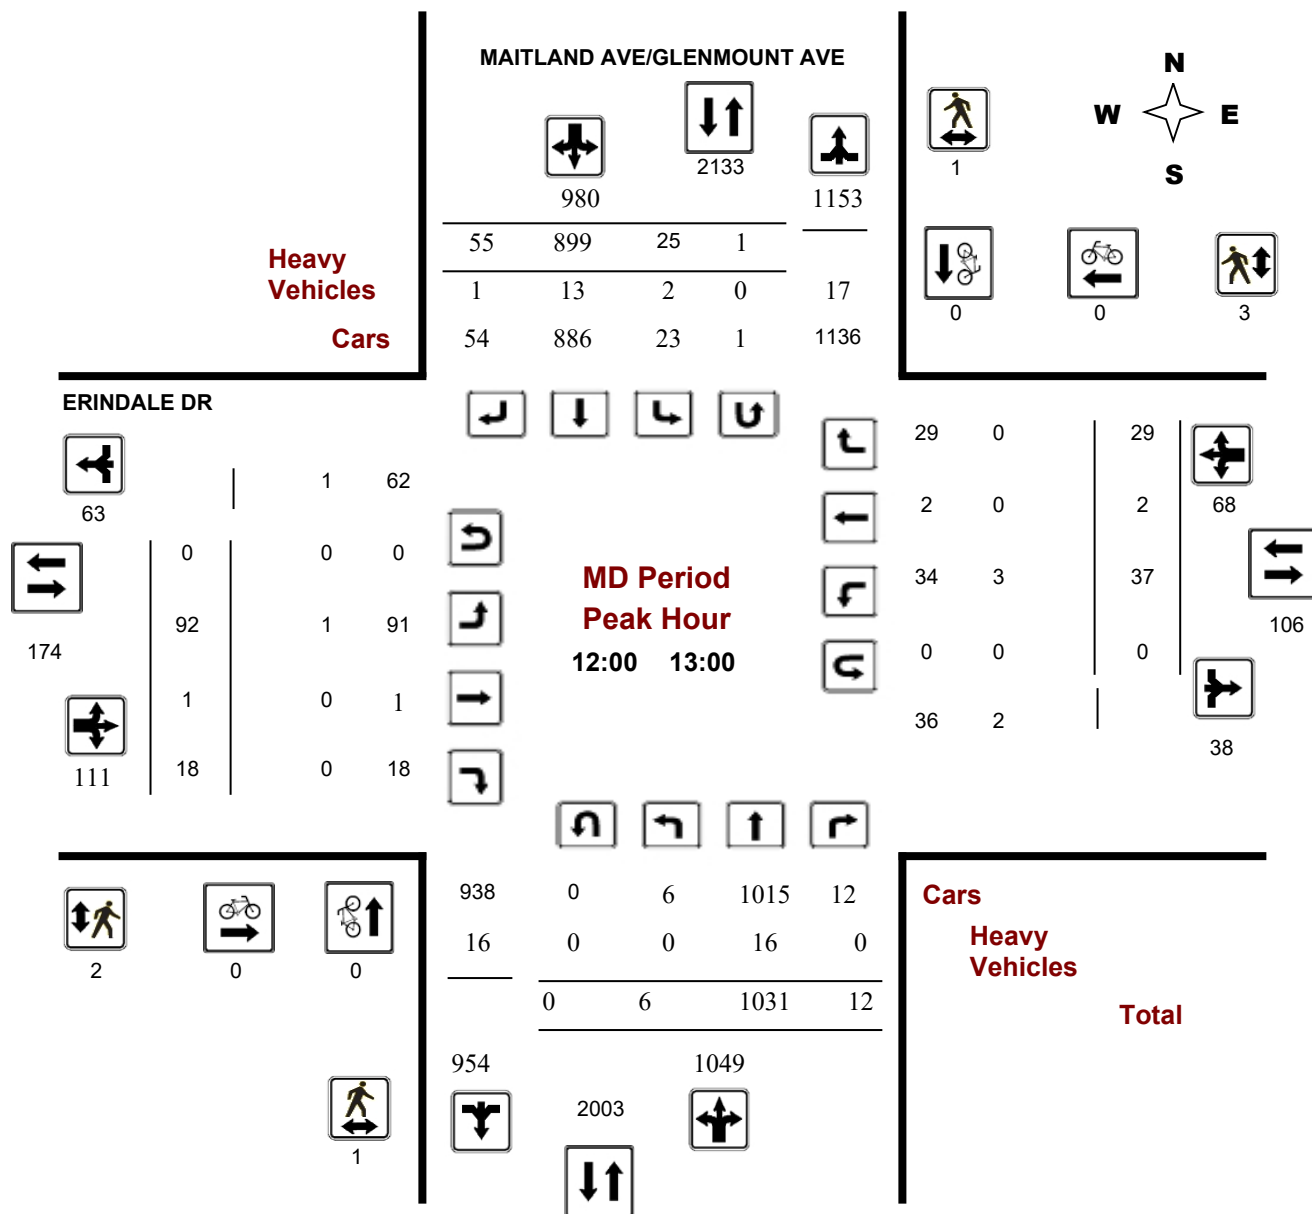 MAITLAND AVE/GLENMOUNT AVE
N
W E
S
2133
1
980 1153
55 899 25 1
Heavy
Vehicles
1 13 2 0 17
Cars
54 886 23 1 1136
0 0 3
ERINDALE DR
29 0 29
1 62
63
2 0 2 68
0 0 0
MD Period
Peak Hour
12:00 13:00
34 3 37
92 1 91
106
174
0 0 0
1 0 1
36 2
38
111
18 0 18
938 0 6 1015 12
Cars
16 0 0 16 0
Heavy
Vehicles
2 0 0
0 6 1031 12
Total
954 1049
2003
1